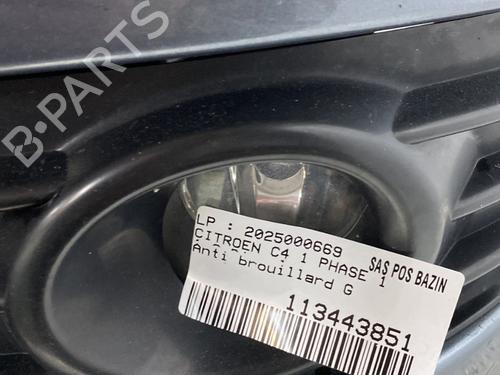 B-PARTS
LP : 2025000669
CITROEN C4 1 PHASE 1
Anti brouillard G
SAS POS BAZIN
113443851